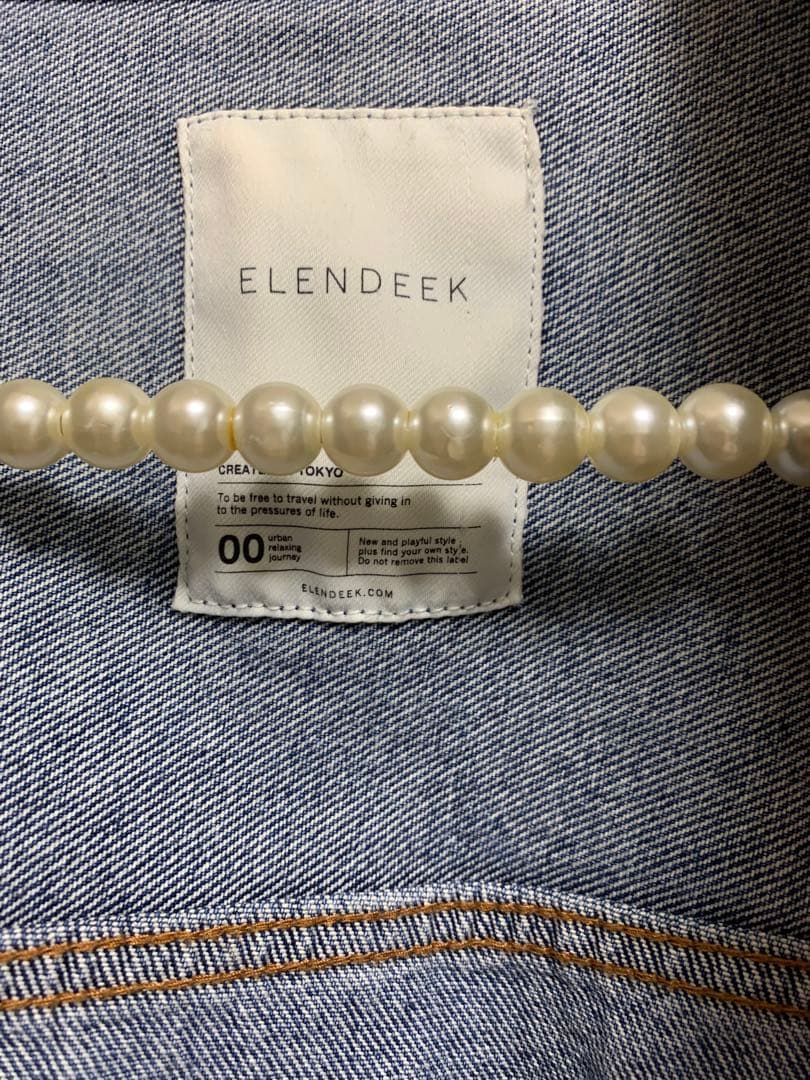 ELENDEEK
TOKYO
To be free to travel without giving in
to the pressures of life.
00
urban
relaxing
journey
New and playful style
plus find your own style.
Do not remove this label
ELENDEEK.COM